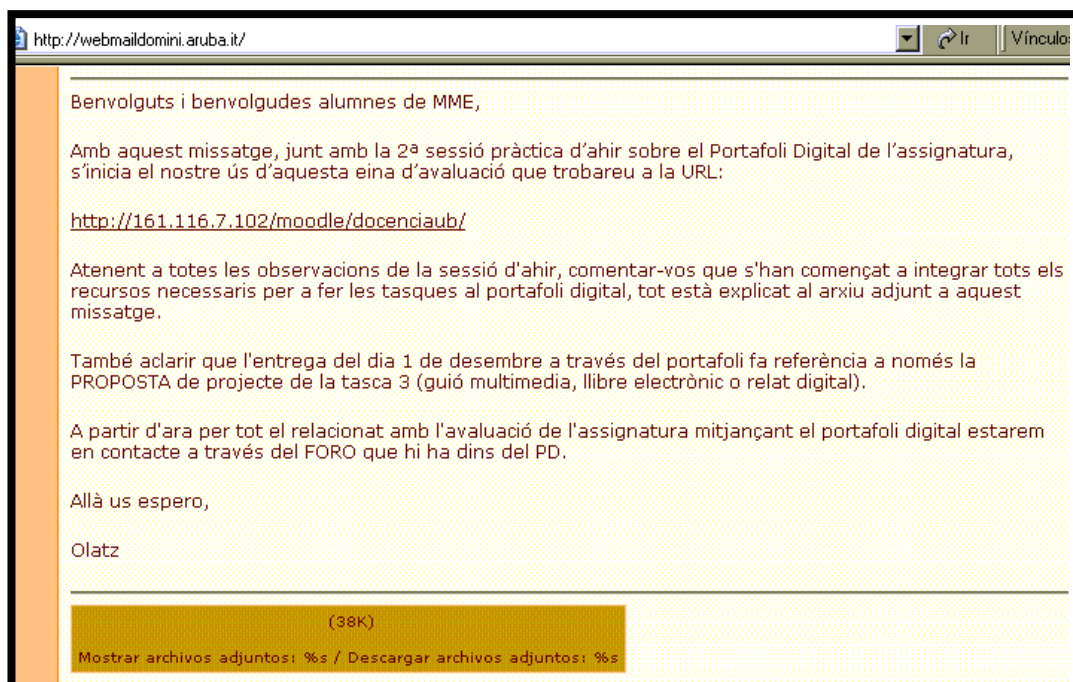 http://webmaildomini.aruba.it/
Ir
Vínculos
Benvolguts i benvolgudes alumnes de MME,
Amb aquest missatge, junt amb la 2ª sessió pràctica d'ahir sobre el Portafoli Digital de l'assignatura,
s'inicia el nostre ús d'aquesta eina d'avaluació que trobareu a la URL:
http://161.116.7.102/moodle/docenciaub/
Atenent a totes les observacions de la sessió d'ahir, comentar-vos que s'han començat a integrar tots els
recursos necessaris per a fer les tasques al portafoli digital, tot està explicat al arxiu adjunt a aquest
missatge.
També aclarir que l'entrega del dia 1 de desembre a través del portafoli fa referència a només la
PROPOSTA de projecte de la tasca 3 (guió multimedia, llibre electrònic o relat digital).
A partir d'ara per tot el relacionat amb l'avaluació de l'assignatura mitjançant el portafoli digital estarem
en contacte a través del FORO que hi ha dins del PD.
Allà us espero,
Olatz
(38K)
Mostrar archivos adjuntos: %s / Descargar archivos adjuntos: %s